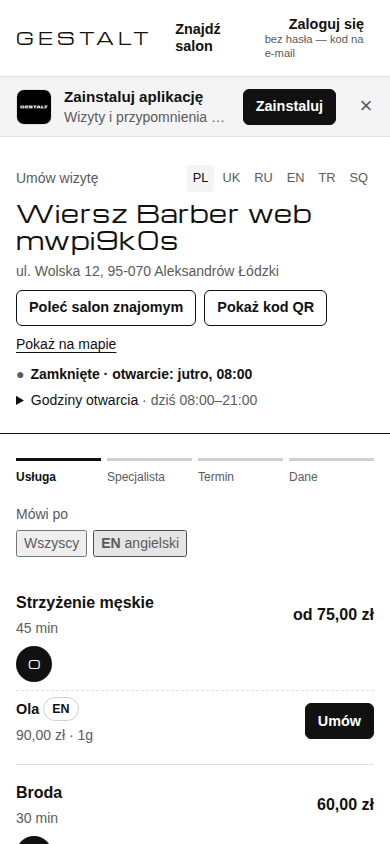 GESTALT
Znajdź
salon
Zaloguj się
bez hasła — kod na
e-mail
GESTALT
Zainstaluj aplikację
Wizyty i przypomnienia …
Zainstaluj
×
Umów wizytę
PL UK RU EN TR SQ
Wiersz Barber web
mwpi9k0s
ul. Wolska 12, 95-070 Aleksandrów Łódzki
Poleć salon znajomym
Pokaż kod QR
Pokaż na mapie
● Zamknięte · otwarcie: jutro, 08:00
▶ Godziny otwarcia · dziś 08:00–21:00
Usługa
Specjalista
Termin
Dane
Mówi po
Wszyscy
EN angielski
Strzyżenie męskie
od 75,00 zł
45 min
O
Ola EN
90,00 zł · 1g
Umów
Broda
60,00 zł
30 min